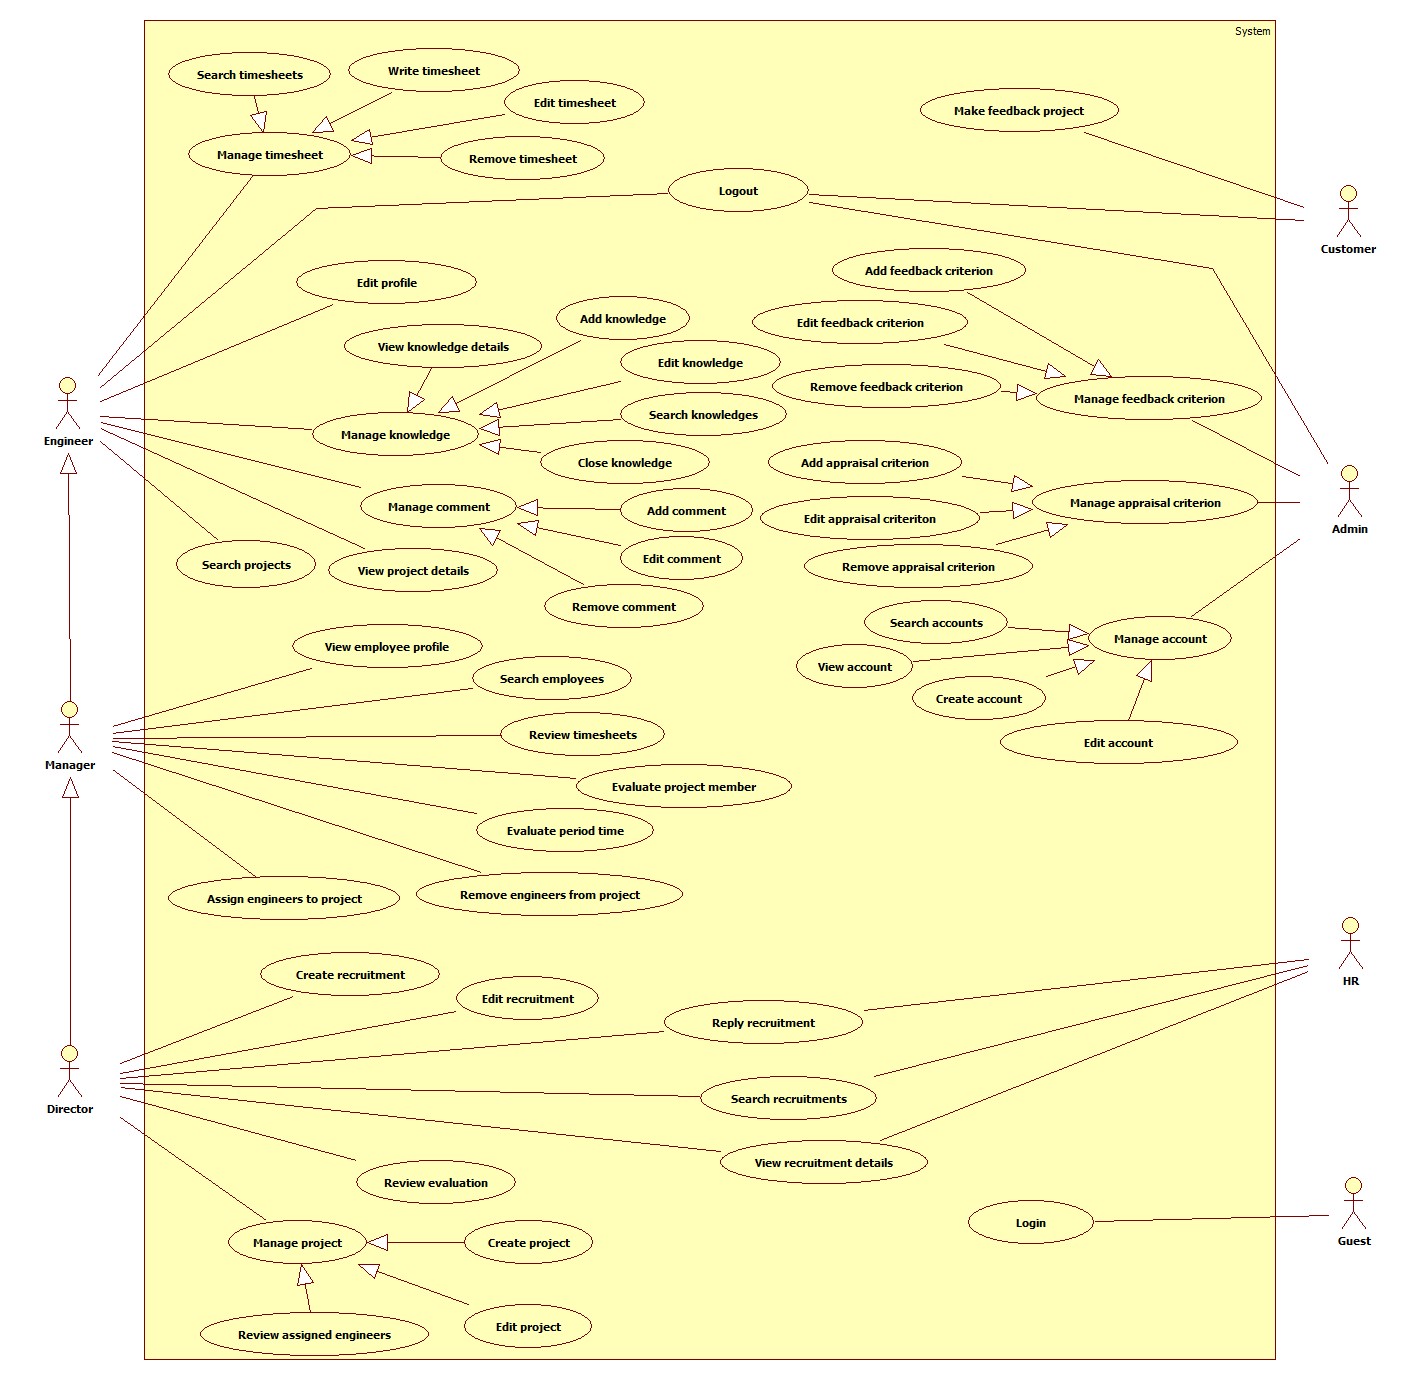 System
Search timesheets
Write timesheet
Edit timesheet
Make feedback project
Manage timesheet
Remove timesheet
Logout
Customer
Add feedback criterion
Edit profile
Add knowledge
Edit feedback criterion
View knowledge details
Edit knowledge
Remove feedback criterion
Manage feedback criterion
Search knowledges
Engineer
Manage knowledge
Close knowledge
Add appraisal criterion
Manage appraisal criterion
Manage comment
Add comment
Edit appraisal criteriton
Admin
Edit comment
Search projects
View project details
Remove appraisal criterion
Remove comment
Search accounts
Manage account
View employee profile
View account
Search employees
Create account
Review timesheets
Edit account
Manager
Evaluate project member
Evaluate period time
Assign engineers to project
Remove engineers from project
Create recruitment
HR
Edit recruitment
Reply recruitment
Search recruitments
Director
View recruitment details
Review evaluation
Login
Guest
Manage project
Create project
Edit project
Review assigned engineers